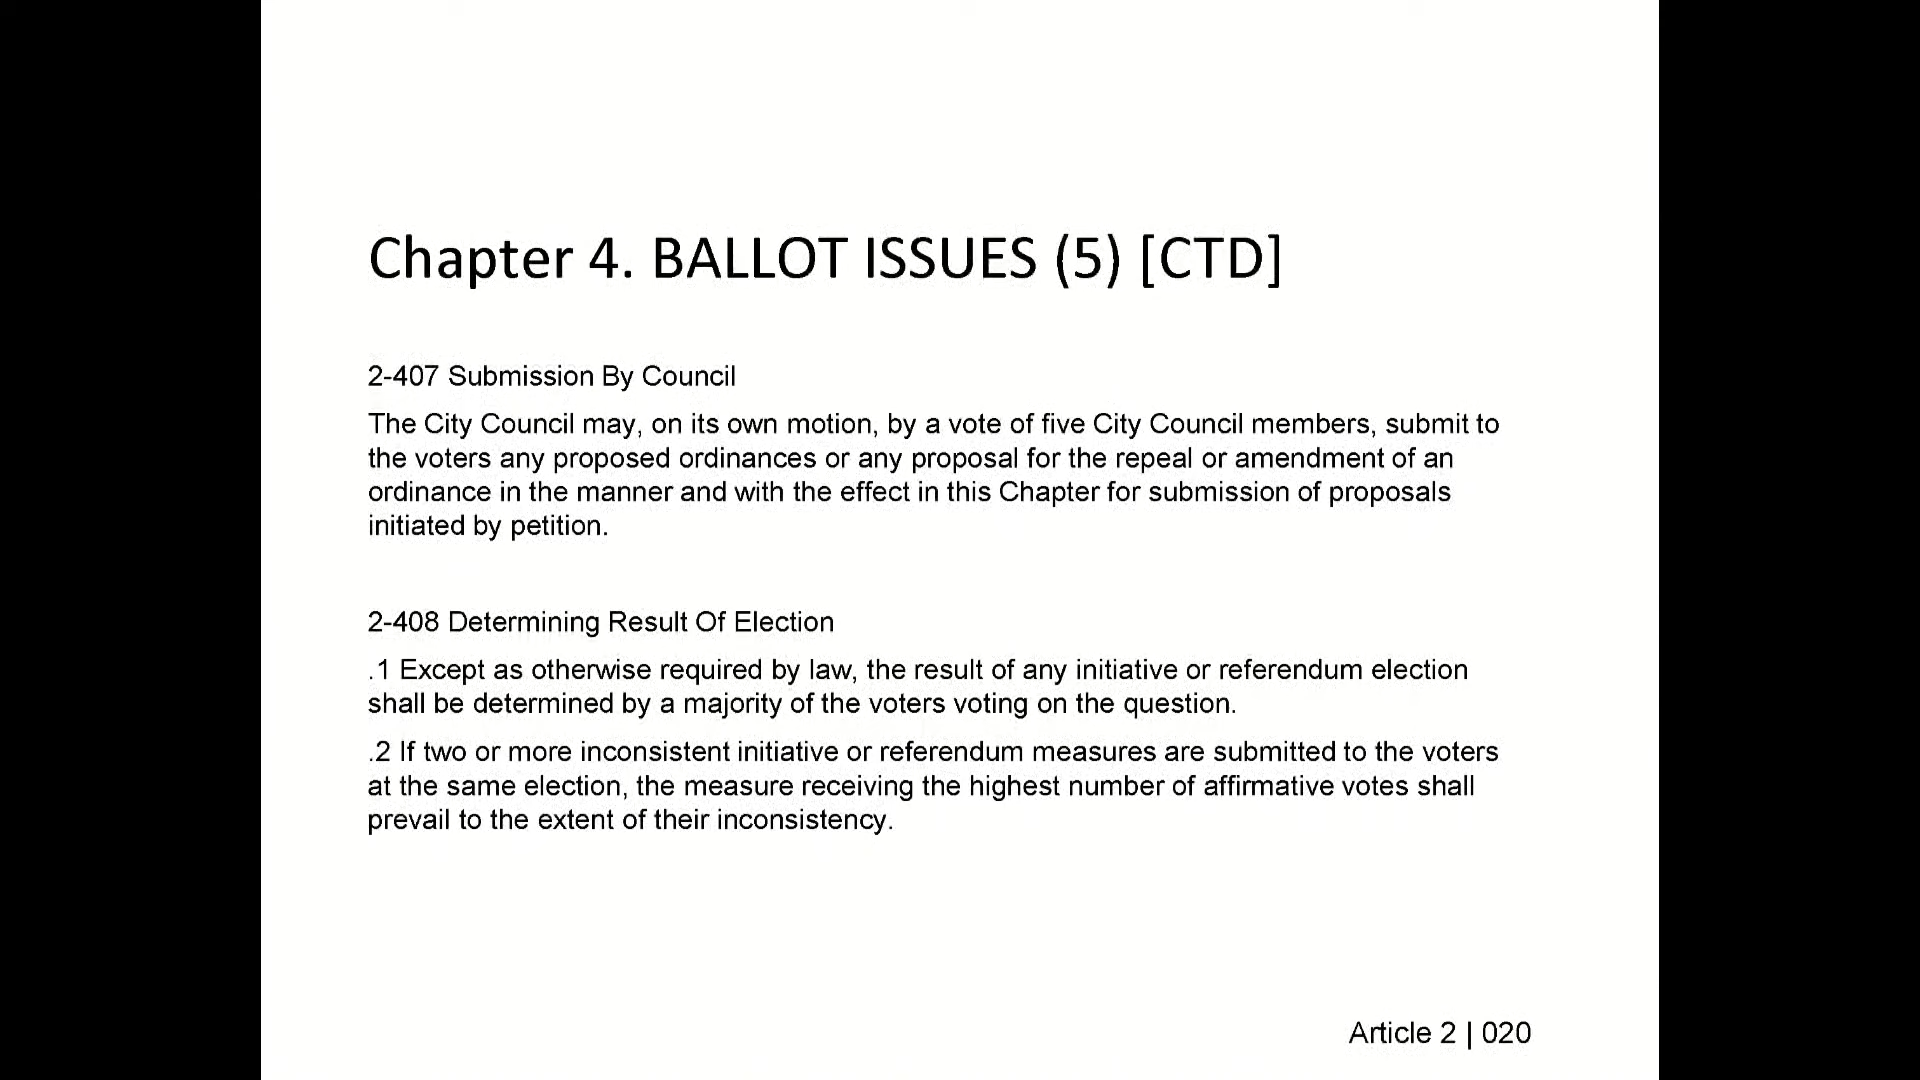 Chapter 4. BALLOT ISSUES (5) [CTD]
2-407 Submission By Council
The City Council may, on its own motion, by a vote of five City Council members, submit to
the voters any proposed ordinances or any proposal for the repeal or amendment of an
ordinance in the manner and with the effect in this Chapter for submission of proposals
initiated by petition.
2-408 Determining Result Of Election
.1 Except as otherwise required by law, the result of any initiative or referendum election
shall be determined by a majority of the voters voting on the question.
.2 If two or more inconsistent initiative or referendum measures are submitted to the voters
at the same election, the measure receiving the highest number of affirmative votes shall
prevail to the extent of their inconsistency.
Article 2 | 020